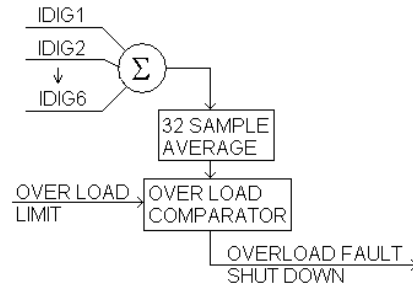 IDIG1
IDIG2
IDIG6
Σ
32 SAMPLE
AVERAGE
OVER LOAD
LIMIT
OVER LOAD
COMPARATOR
OVERLOAD FAULT
SHUT DOWN